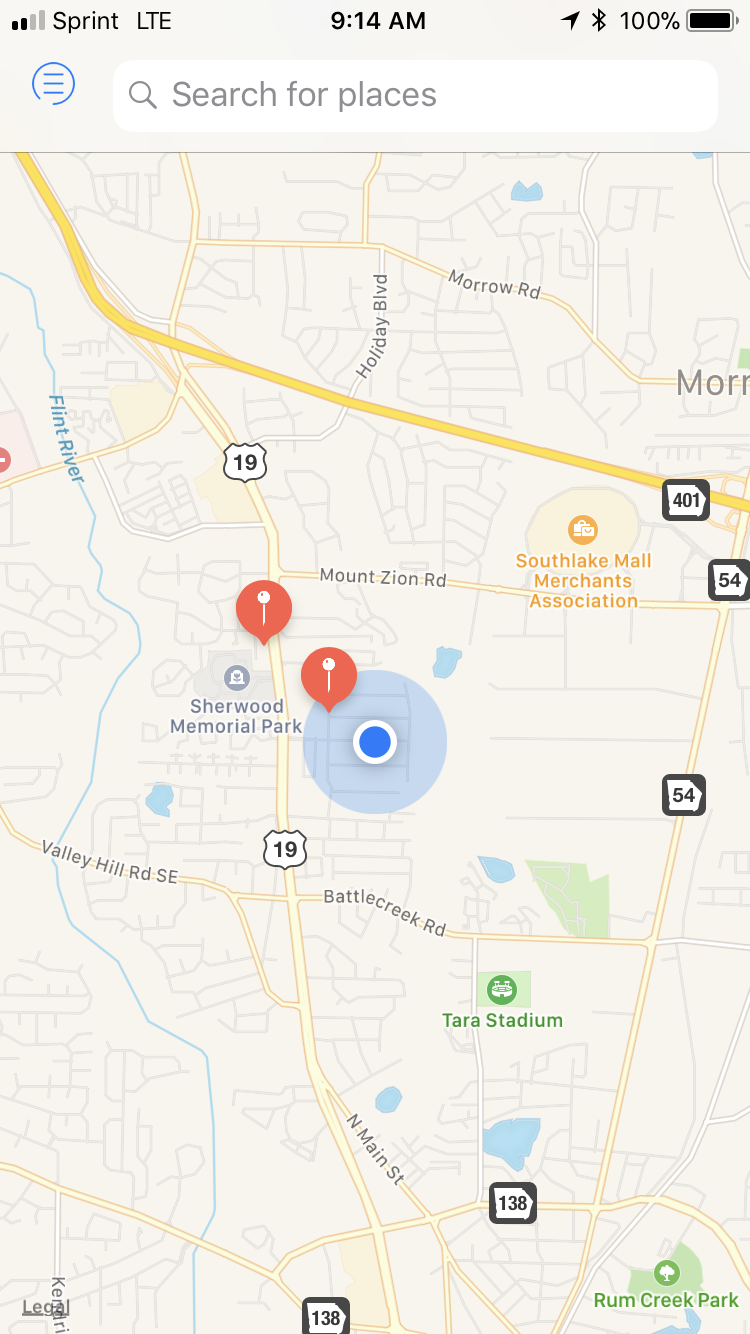 Sprint LTE 9:14 AM 100%
Search for places
Morrow Rd
Holiday Blvd
Morr
Flint River
19
401
Southlake Mall
Merchants
Association
Mount Zion Rd
54
Sherwood
Memorial Park
54
19
Valley Hill Rd SE
Battlecreek Rd
Tara Stadium
N Main St
138
Rum Creek Park
Legal
138